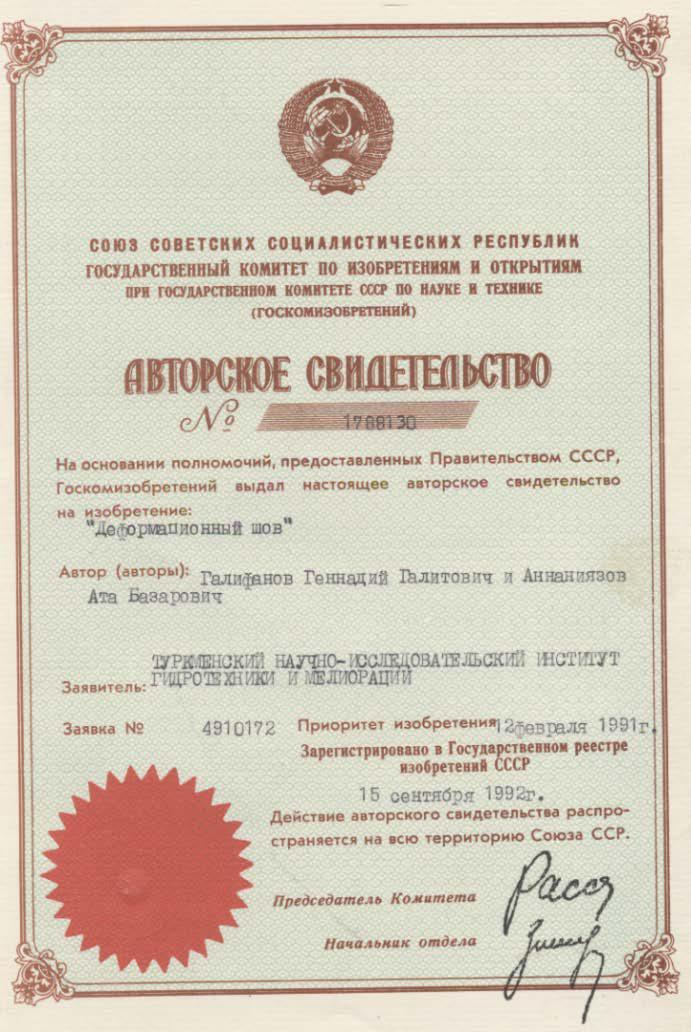 СОЮЗ СОВЕТСКИХ СОЦИАЛИСТИЧЕСКИХ РЕСПУБЛИК
ГОСУДАРСТВЕННЫЙ КОМИТЕТ ПО ИЗОБРЕТЕНИЯМ И ОТКРЫТИЯМ
ПРИ ГОСУДАРСТВЕННОМ КОМИТЕТЕ СССР ПО НАУКЕ И ТЕХНИКЕ
(ГОСКОМИЗОБРЕТЕНИЙ)
АВТОРСКОЕ СВИДЕТЕЛЬСТВО
№ 1788130
На основании полномочий, предоставленных Правительством СССР,
Госкомизобретений выдал настоящее авторское свидетельство
на изобретение:
"Деформационный шов"
Автор (авторы): Галифанов Геннадий Галитович и Аннаниязов
Ата Базарович
ТУРКМЕНСКИЙ НАУЧНО-ИССЛЕДОВАТЕЛЬСКИЙ ИНСТИТУТ
Заявитель: ГИДРОТЕХНИКИ И МЕЛИОРАЦИИ
Заявка № 4910172 Приоритет изобретения 12февраля 1991г.
Зарегистрировано в Государственном реестре
изобретений СССР
15 сентября 1992г.
Действие авторского свидетельства распро-
страняется на всю территорию Союза ССР.
Председатель Комитета
Начальник отдела